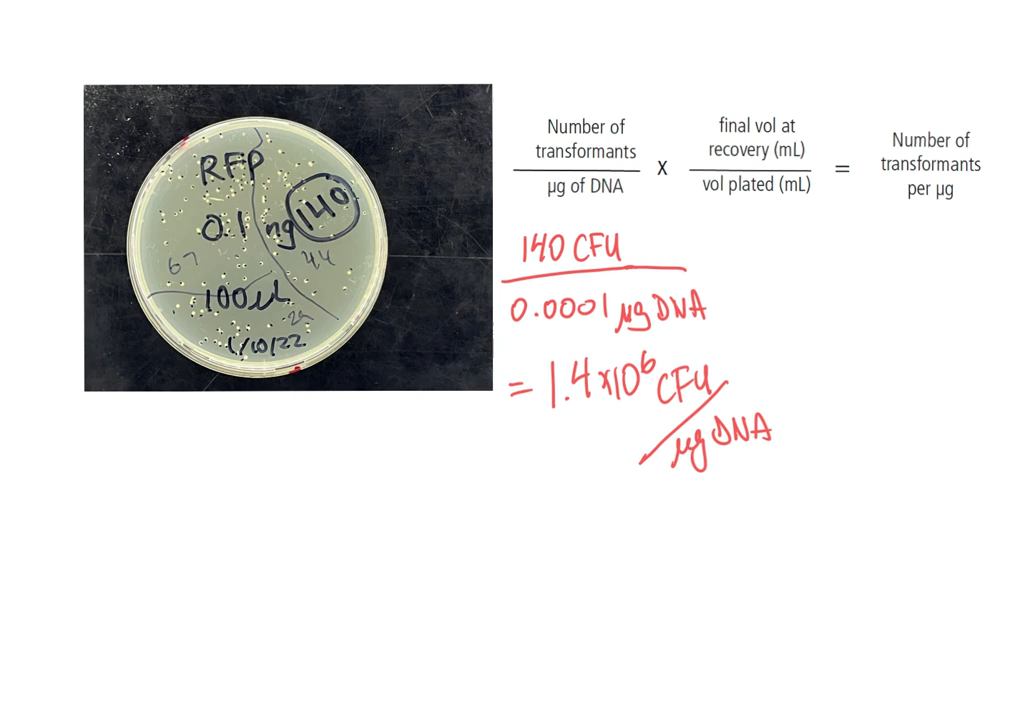 RFP
0.1 ng 140
67
44
100 µL
29
1/10/22
Number of
transformants
µg of DNA
x
final vol at
recovery (mL)
vol plated (mL)
=
Number of
transformants
per µg
140 CFU
0.0001 µg DNA
= 1.4x10⁶ CFU
/ µg DNA